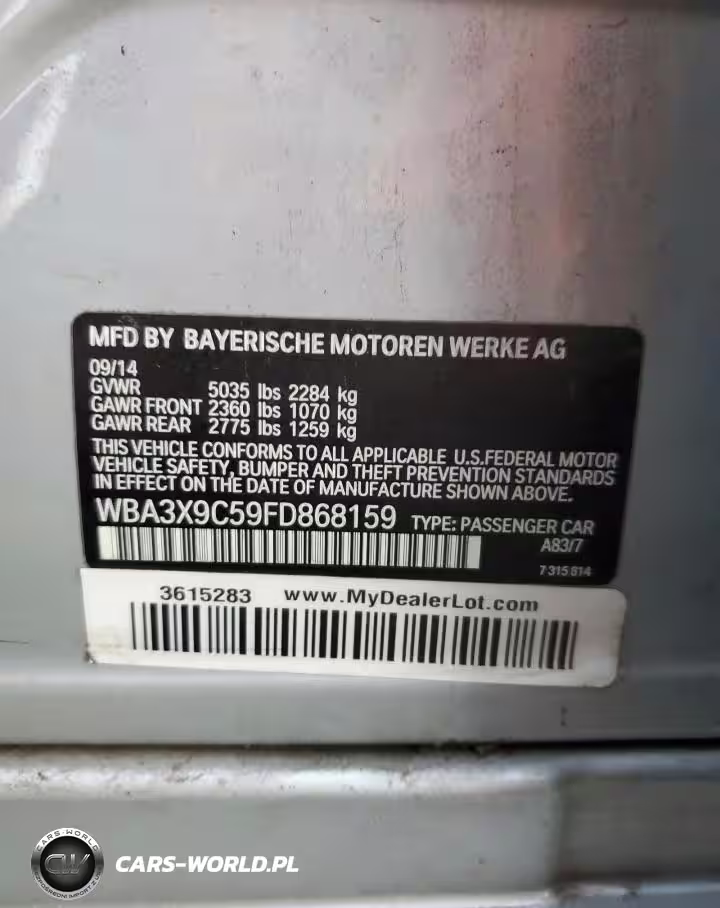 MFD BY BAYERISCHE MOTOREN WERKE AG
09/14
GVWR 5035 lbs 2284 kg
GAWR FRONT 2360 lbs 1070 kg
GAWR REAR 2775 lbs 1259 kg
THIS VEHICLE CONFORMS TO ALL APPLICABLE U.S.FEDERAL MOTOR
VEHICLE SAFETY, BUMPER AND THEFT PREVENTION STANDARDS
IN EFFECT ON THE DATE OF MANUFACTURE SHOWN ABOVE.
WBA3X9C59FD868159 TYPE: PASSENGER CAR
A83/7
7 315 814
3615283 www.MyDealerLot.com
CARS-WORLD
CW
CARS-WORLD.PL